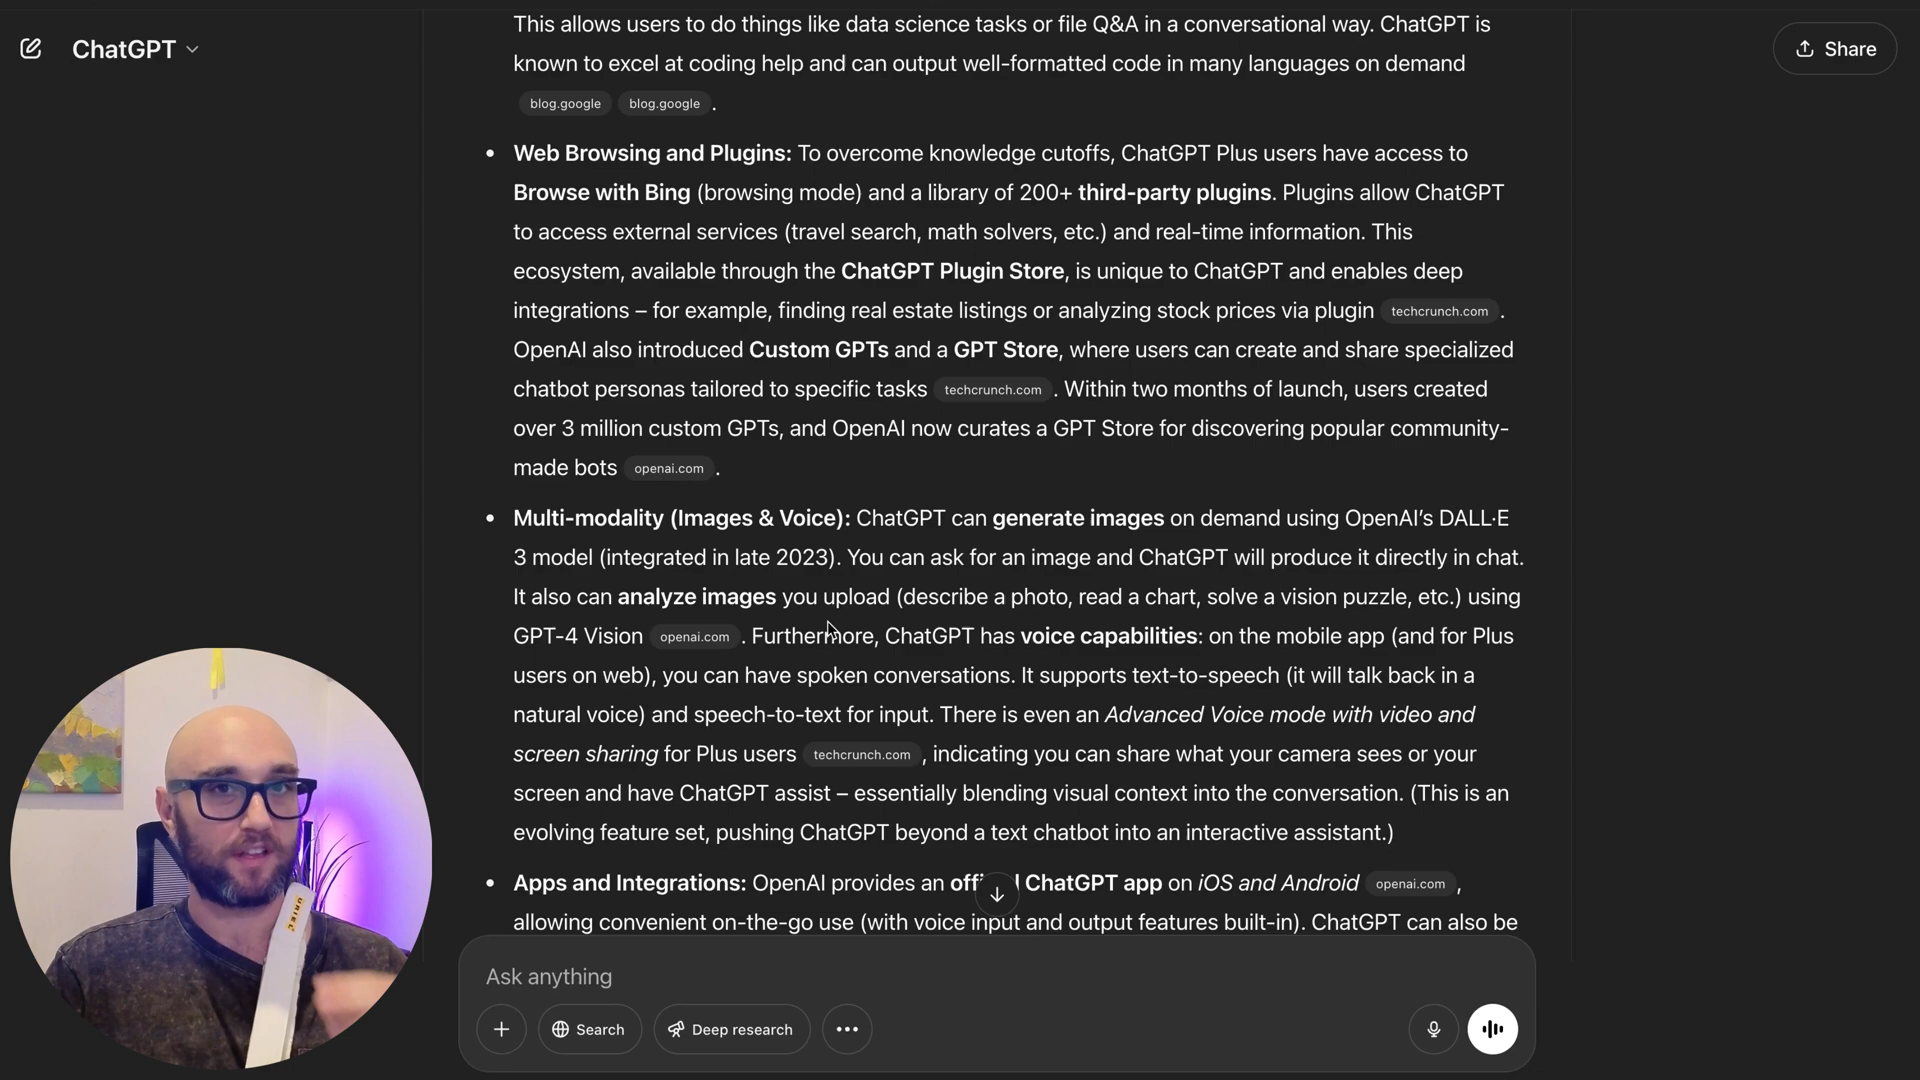 This allows users to do things like data science tasks or file Q&A in a conversational way. ChatGPT is
ChatGPT
Share
known to excel at coding help and can output well-formatted code in many languages on demand
blog.google blog.google .
• Web Browsing and Plugins: To overcome knowledge cutoffs, ChatGPT Plus users have access to
Browse with Bing (browsing mode) and a library of 200+ third-party plugins. Plugins allow ChatGPT
to access external services (travel search, math solvers, etc.) and real-time information. This
ecosystem, available through the ChatGPT Plugin Store, is unique to ChatGPT and enables deep
integrations – for example, finding real estate listings or analyzing stock prices via plugin techcrunch.com .
OpenAI also introduced Custom GPTs and a GPT Store, where users can create and share specialized
chatbot personas tailored to specific tasks techcrunch.com . Within two months of launch, users created
over 3 million custom GPTs, and OpenAI now curates a GPT Store for discovering popular community-
made bots openai.com .
• Multi-modality (Images & Voice): ChatGPT can generate images on demand using OpenAI’s DALL·E
3 model (integrated in late 2023). You can ask for an image and ChatGPT will produce it directly in chat.
It also can analyze images you upload (describe a photo, read a chart, solve a vision puzzle, etc.) using
GPT-4 Vision openai.com . Furthermore, ChatGPT has voice capabilities: on the mobile app (and for Plus
users on web), you can have spoken conversations. It supports text-to-speech (it will talk back in a
natural voice) and speech-to-text for input. There is even an Advanced Voice mode with video and
screen sharing for Plus users techcrunch.com , indicating you can share what your camera sees or your
screen and have ChatGPT assist – essentially blending visual context into the conversation. (This is an
evolving feature set, pushing ChatGPT beyond a text chatbot into an interactive assistant.)
• Apps and Integrations: OpenAI provides an official ChatGPT app on iOS and Android openai.com ,
allowing convenient on-the-go use (with voice input and output features built-in). ChatGPT can also be
Ask anything
Search
Deep research